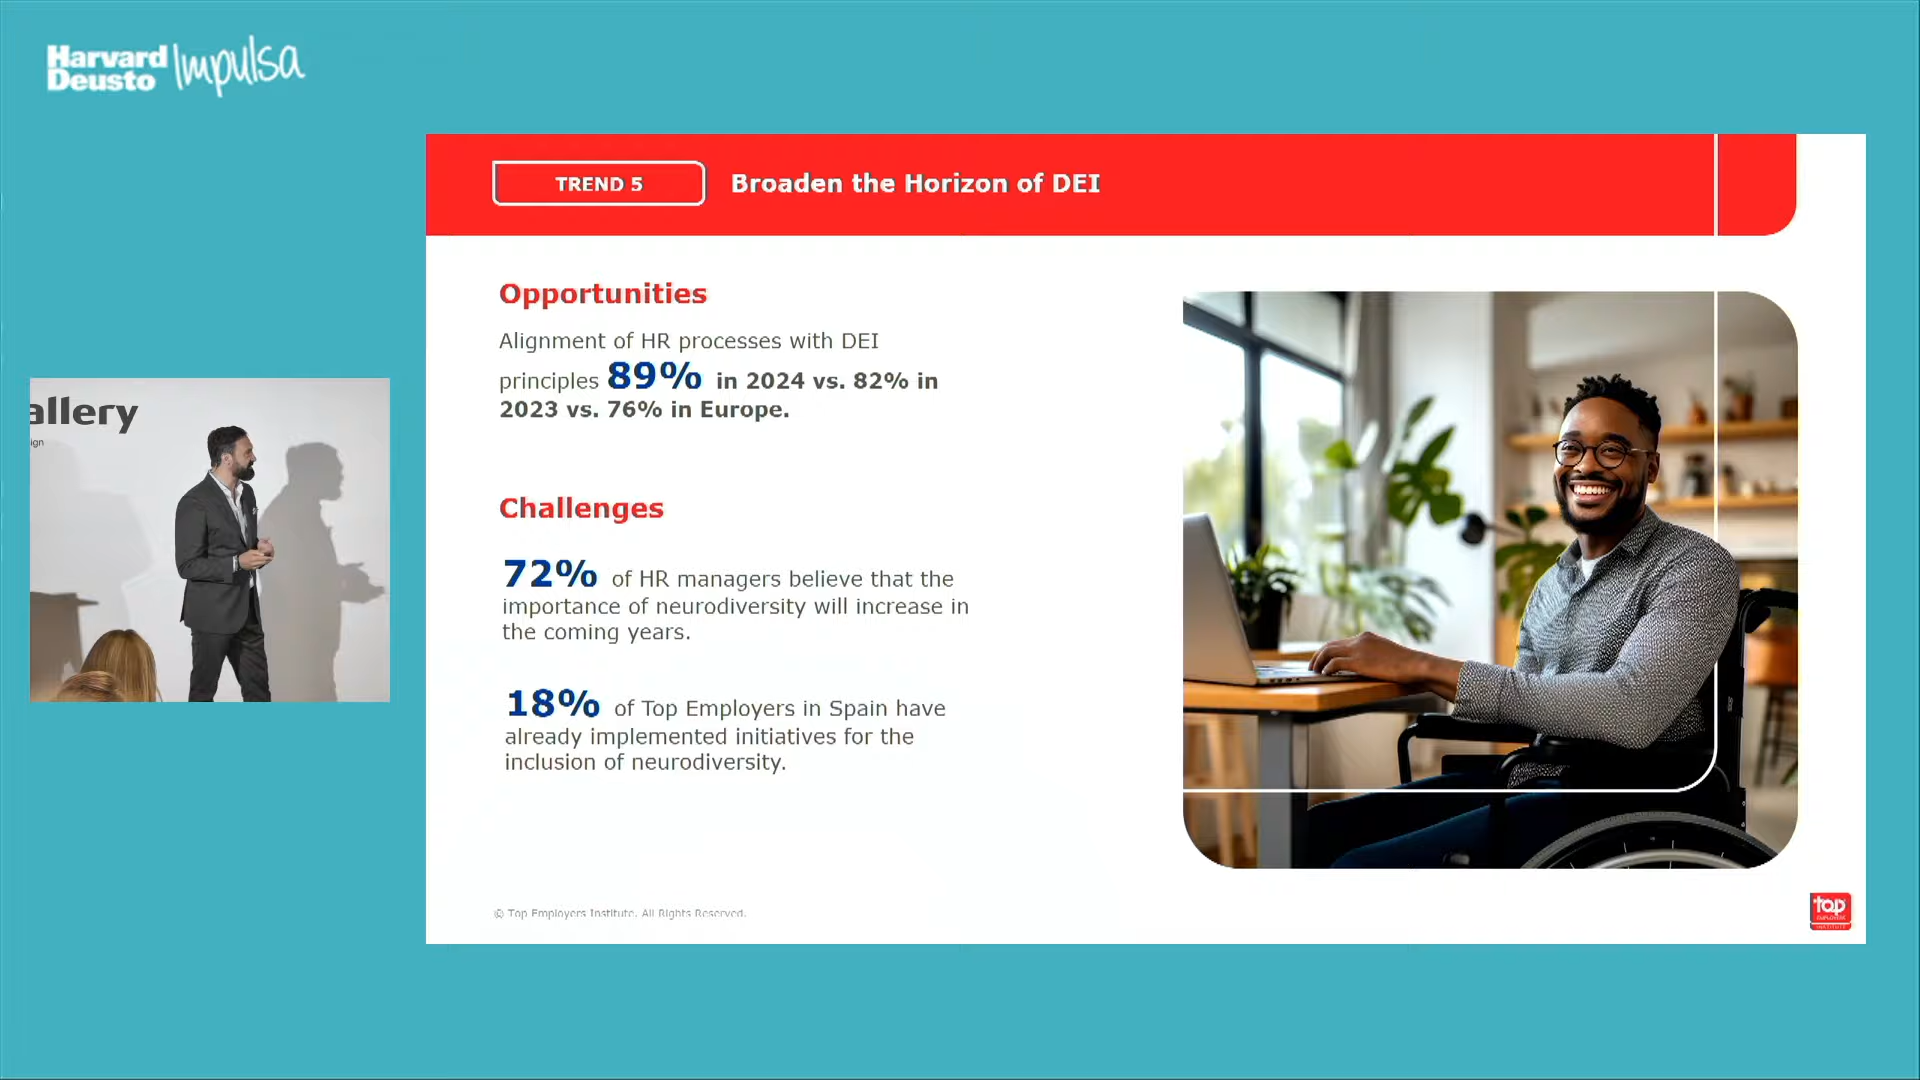 Harvard
Deusto
Impulsa
TREND 5
Broaden the Horizon of DEI
Opportunities
Alignment of HR processes with DEI
principles 89% in 2024 vs. 82% in
2023 vs. 76% in Europe.
Challenges
72% of HR managers believe that the
importance of neurodiversity will increase in
the coming years.
18% of Top Employers in Spain have
already implemented initiatives for the
inclusion of neurodiversity.
allery
ign
© Top Employers Institute. All Rights Reserved.
top
EMPLOYERS
INSTITUTE